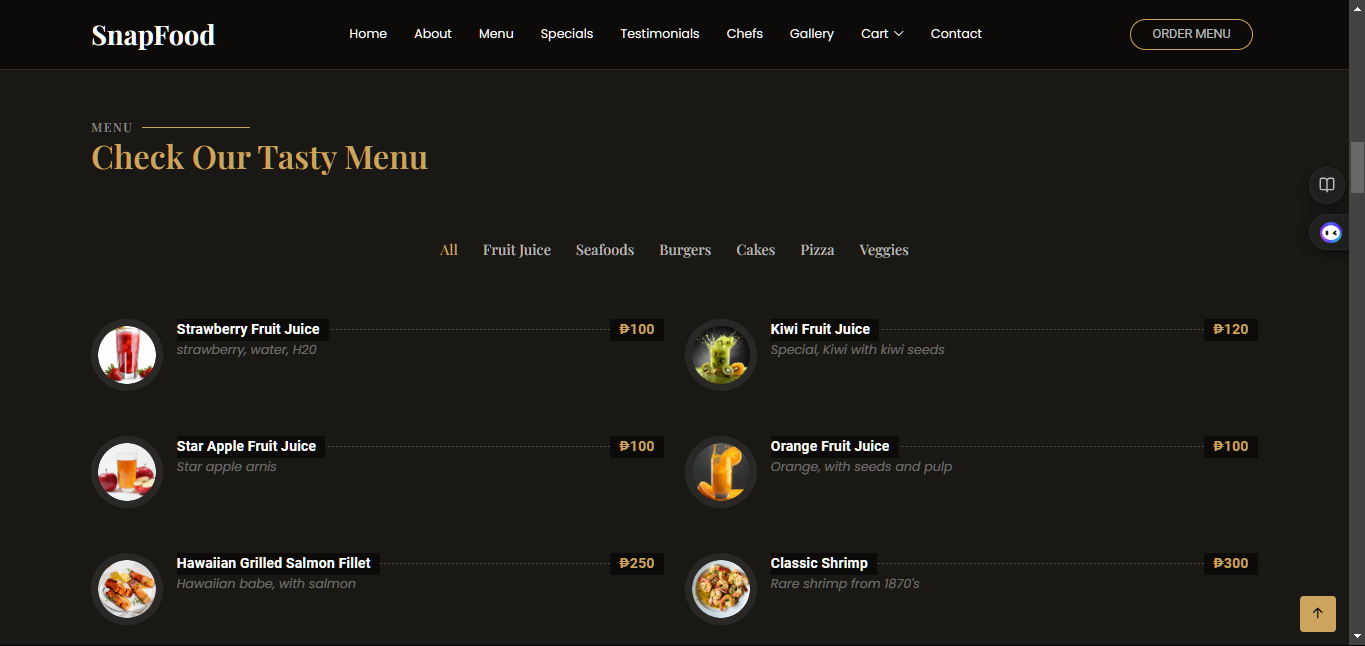 SnapFood
Home About Menu Specials Testimonials Chefs Gallery Cart Contact
ORDER MENU
MENU
Check Our Tasty Menu
All Fruit Juice Seafoods Burgers Cakes Pizza Veggies
Strawberry Fruit Juice ₱100
strawberry, water, H20
Kiwi Fruit Juice ₱120
Special, Kiwi with kiwi seeds
Star Apple Fruit Juice ₱100
Star apple arnis
Orange Fruit Juice ₱100
Orange, with seeds and pulp
Hawaiian Grilled Salmon Fillet ₱250
Hawaiian babe, with salmon
Classic Shrimp ₱300
Rare shrimp from 1870's